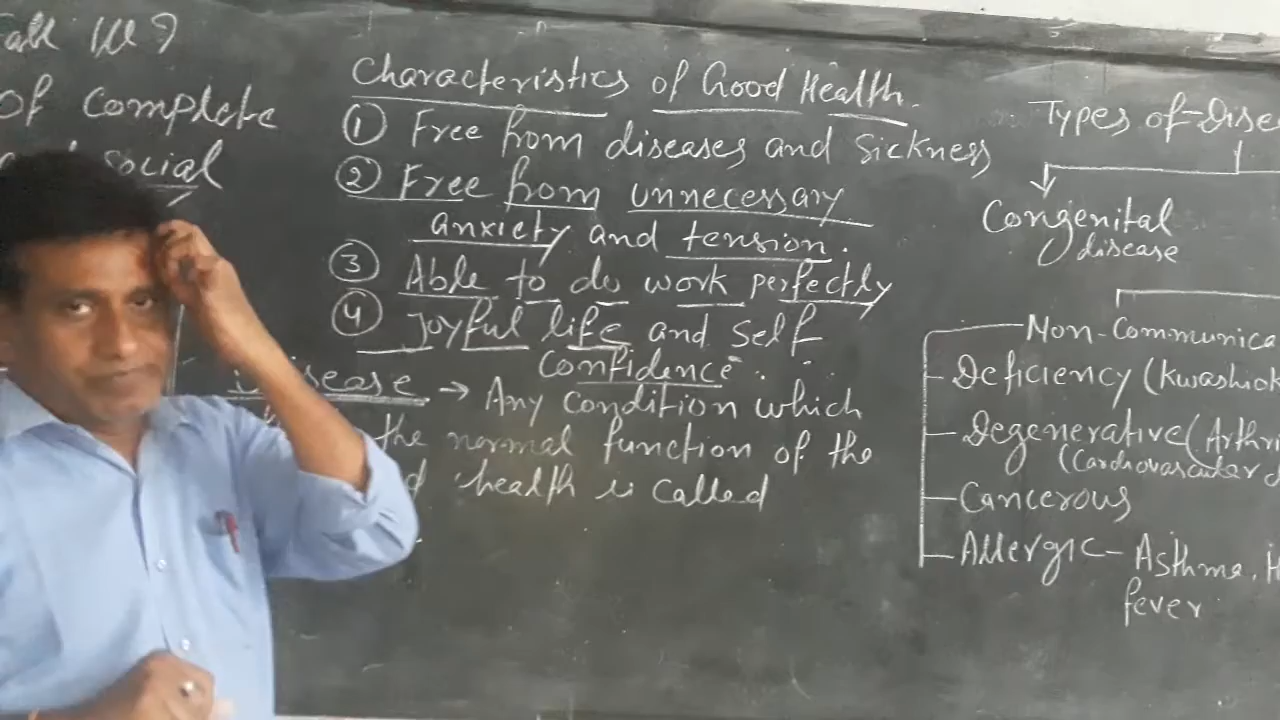 of Complete
social
Characteristics of Good Health.
① Free from diseases and Sickness
② Free from unnecessary
anxiety and tension.
③ Able to do work perfectly
④ Joyful life and Self
Confidence.
Disease → Any Condition which
the normal function of the
health is called
Types of Dise
Congenital
disease
Non-Communica
Deficiency (Kwashiok
Degenerative (Arthri
(Cardiovascular d
Cancerous
Allergic - Asthma, H
fever